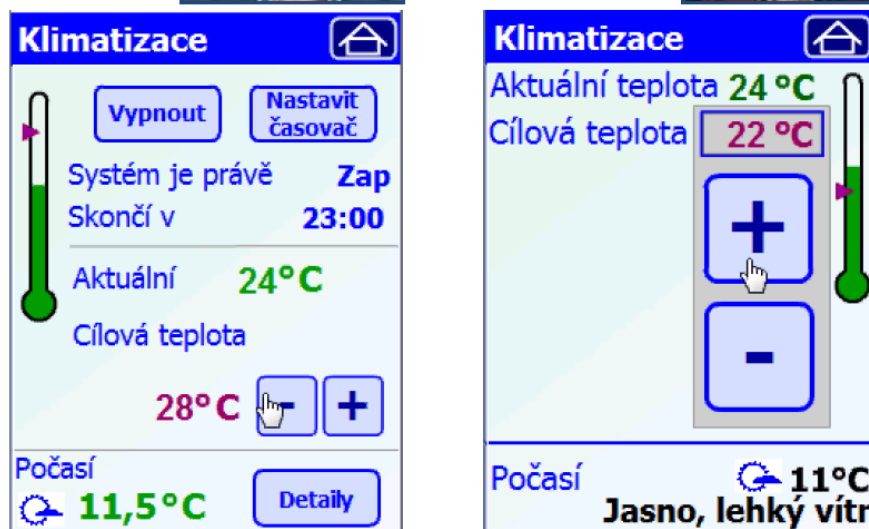 Klimatizace
Vypnout
Nastavit
časovač
Systém je právě Zap
Skončí v 23:00
Aktuální 24°C
Cílová teplota
28°C - +
Počasí
11,5°C Detaily
Klimatizace
Aktuální teplota 24 °C
Cílová teplota 22 °C
+
-
Počasí 11°C
Jasno, lehký vítr